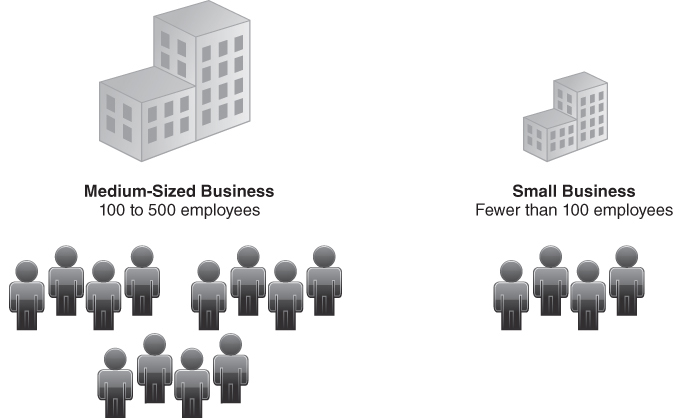 Medium-Sized Business
100 to 500 employees
Small Business
Fewer than 100 employees